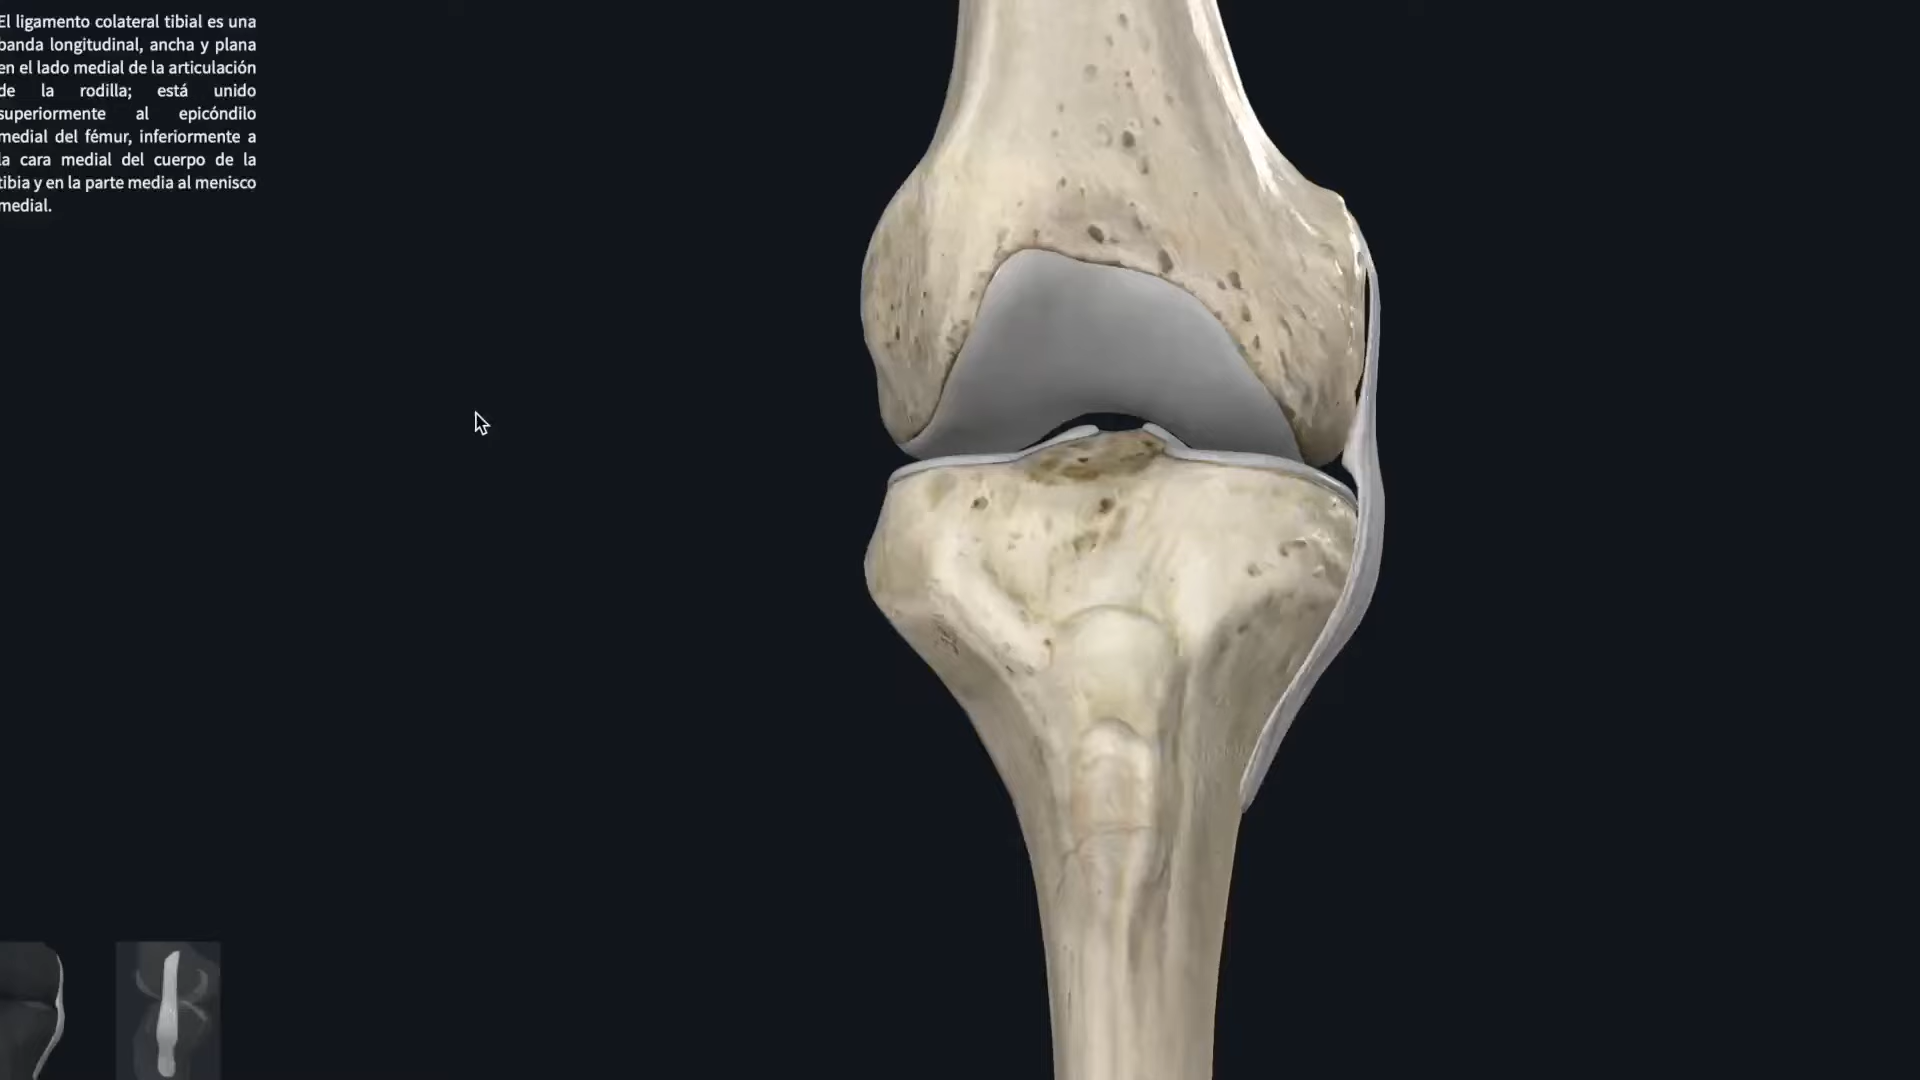 El ligamento colateral tibial es una
banda longitudinal, ancha y plana
en el lado medial de la articulación
de la rodilla; está unido
superiormente al epicóndilo
medial del fémur, inferiormente a
la cara medial del cuerpo de la
tibia y en la parte media al menisco
medial.